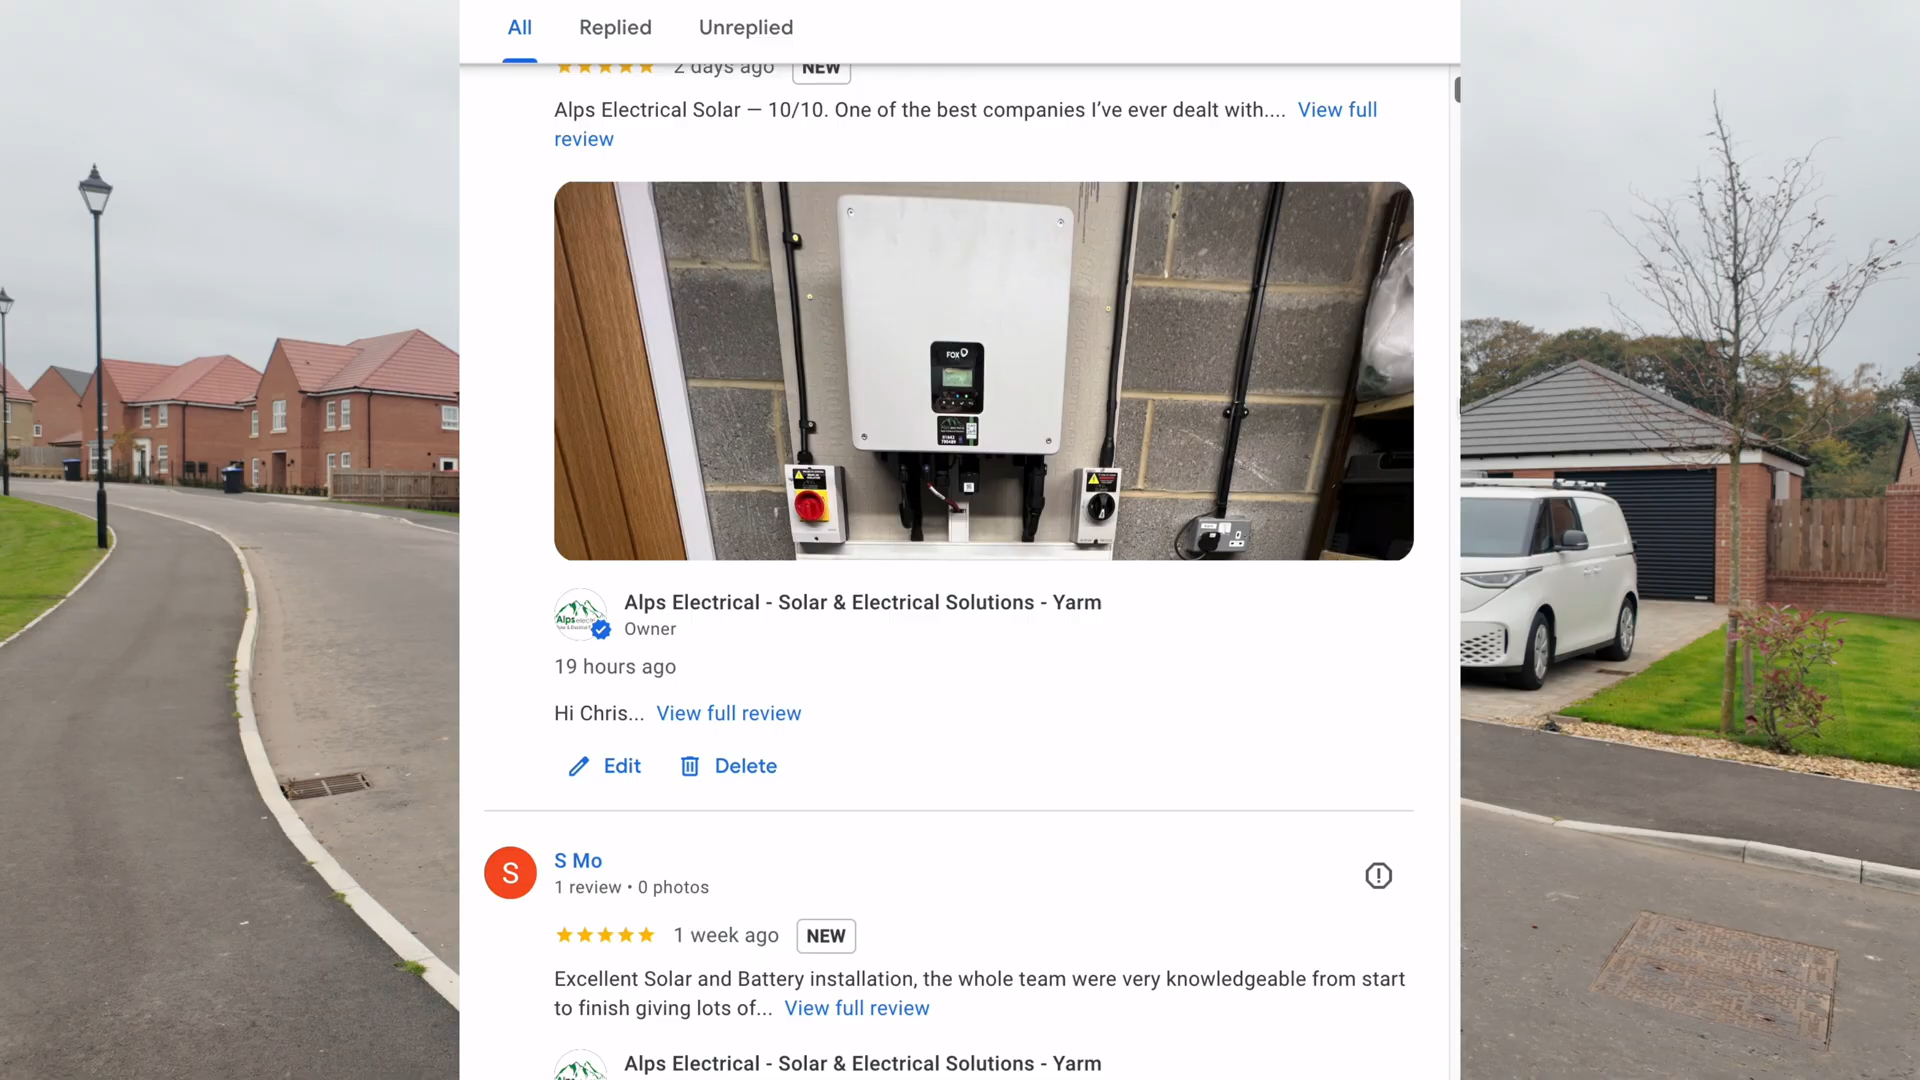 All Replied Unreplied
2 days ago NEW
Alps Electrical Solar — 10/10. One of the best companies I've ever dealt with.... View full
review
FOX
Alps Electrical - Solar & Electrical Solutions - Yarm
Alps
Owner
19 hours ago
Hi Chris... View full review
Edit Delete
S S Mo
1 review • 0 photos
1 week ago NEW
Excellent Solar and Battery installation, the whole team were very knowledgeable from start
to finish giving lots of... View full review
Alps Electrical - Solar & Electrical Solutions - Yarm